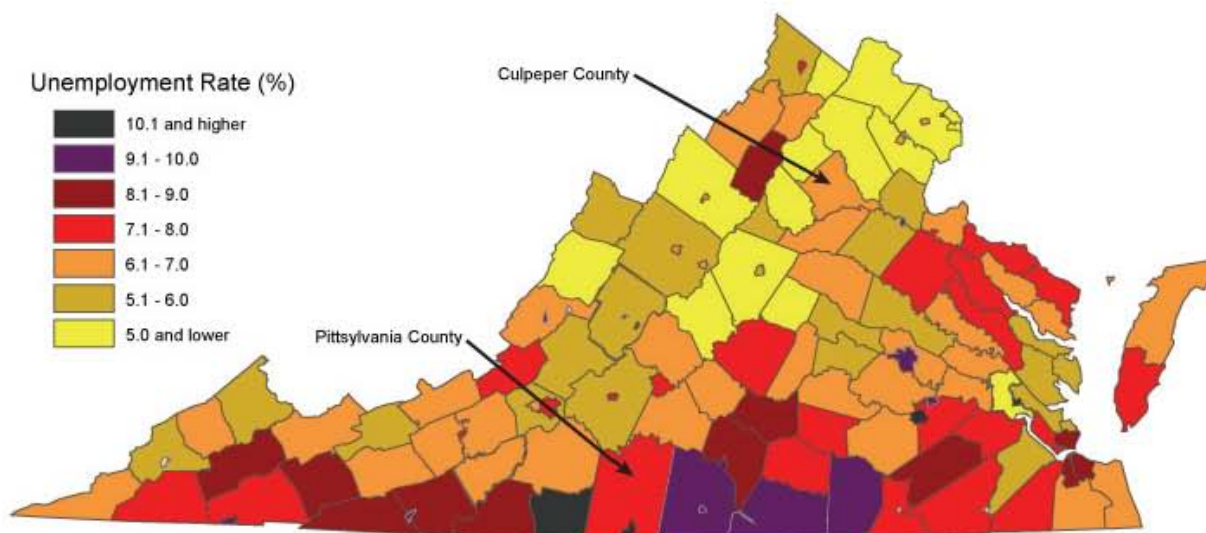 Culpeper County
Unemployment Rate (%)
10.1 and higher
9.1 - 10.0
8.1 - 9.0
7.1 - 8.0
6.1 - 7.0
5.1 - 6.0
5.0 and lower
Pittsylvania County